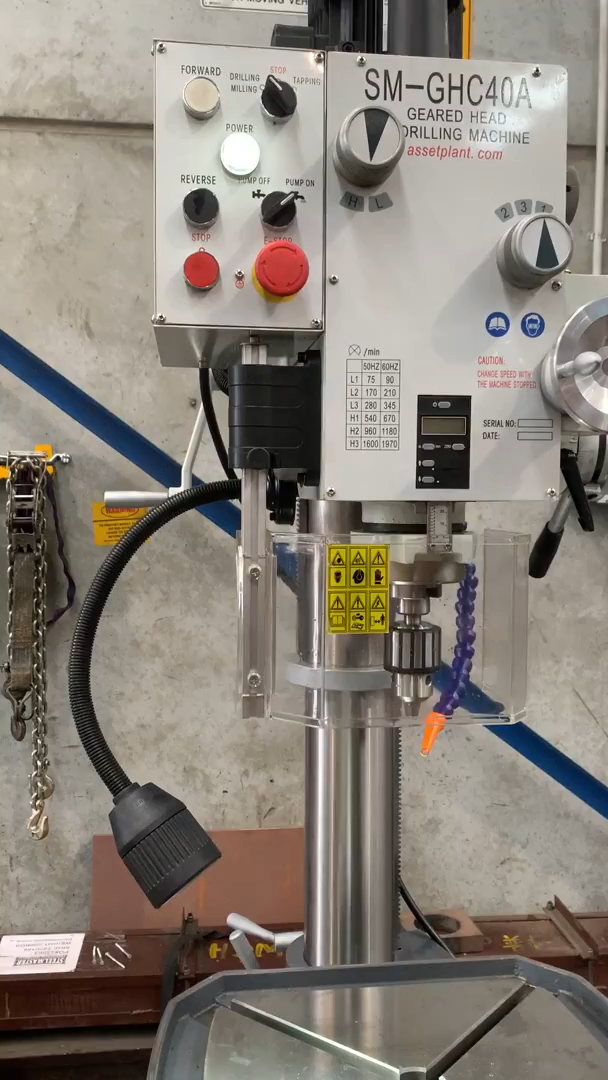 FORWARD
DRILLING
STOP
TAPPING
MILLING
POWER
REVERSE
PUMP OFF
PUMP ON
STOP
E-STOP
SM-GHC40A
GEARED HEAD
DRILLING MACHINE
assetplant. com
H L
2 3 1
/min
50HZ 60HZ
L1 75 90
L2 170 210
L3 280 345
H1 540 670
H2 960 1180
H3 1600 1970
CAUTION:
CHANGE SPEED WITH
THE MACHINE STOPPED
SERIAL NO:
DATE:
WARNING